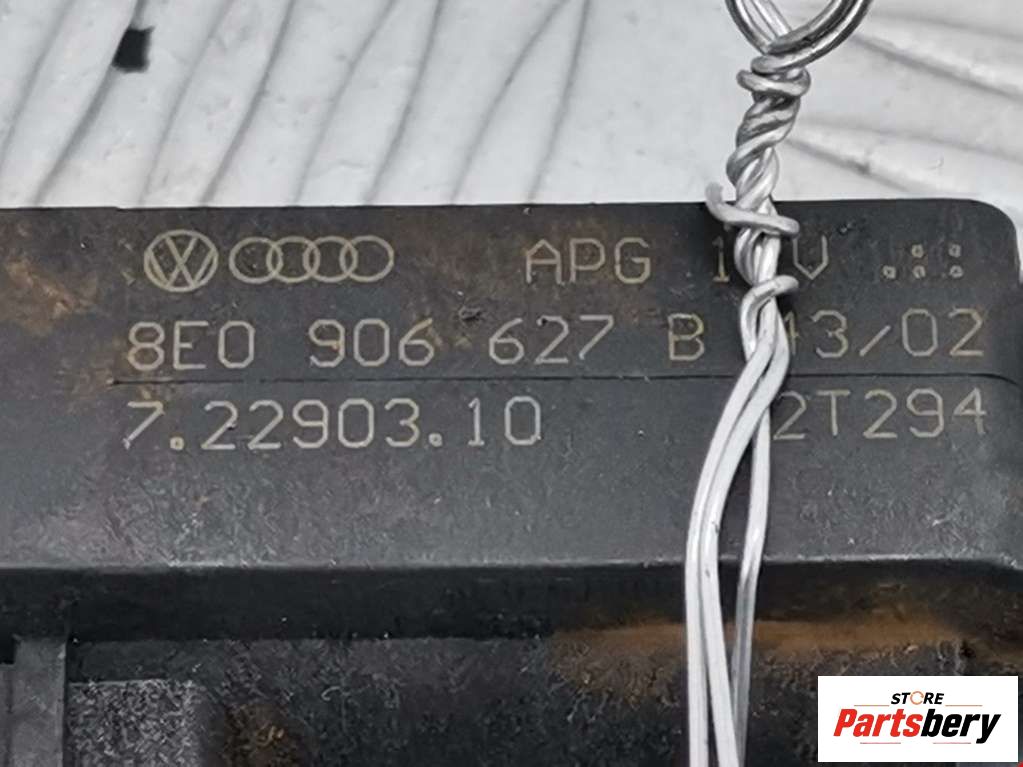 APG
8E0 906 627 B 43/02
7.22903.10 2T294
STORE
Partsbery